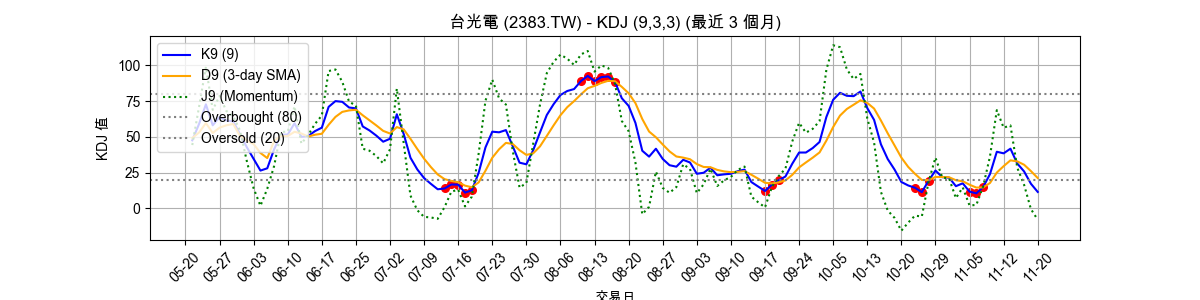 台光電 (2383.TW) - KDJ (9,3,3) (最近 3 個月)
K9 (9)
D9 (3-day SMA)
J9 (Momentum)
Overbought (80)
Oversold (20)
KDJ 值
100
75
50
25
0
05-20 05-27 06-03 06-10 06-17 06-25 07-02 07-09 07-16 07-23 07-30 08-06 08-13 08-20 08-27 09-03 09-10 09-17 09-24 10-05 10-13 10-20 10-29 11-05 11-12 11-20
交易日